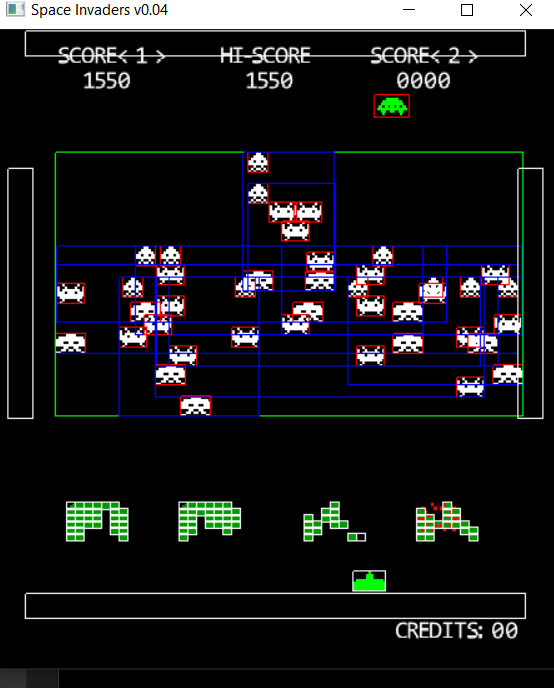 Space Invaders v0.04
SCORE< 1 > HI-SCORE SCORE< 2 >
1550 1550 0000
CREDITS: 00